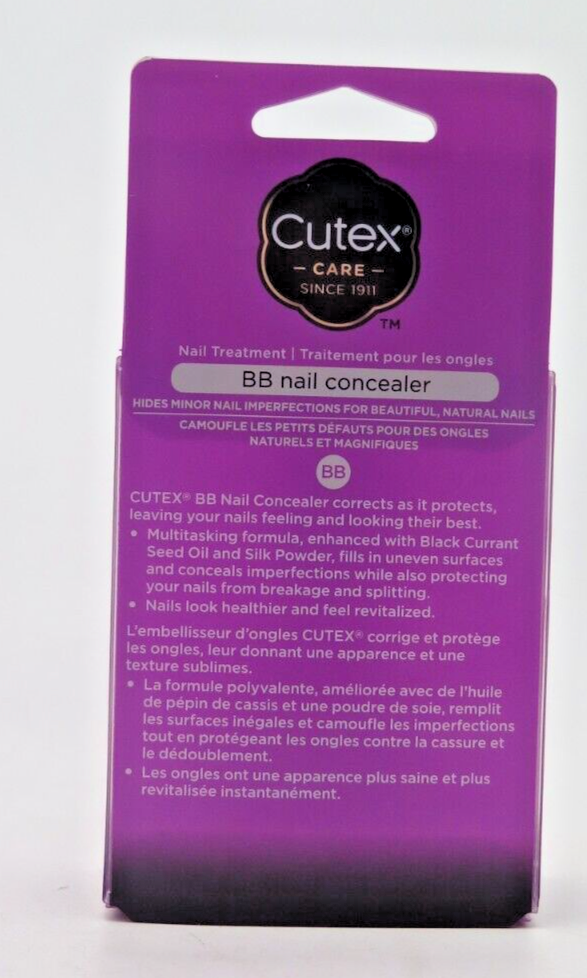 Cutex®
– CARE –
SINCE 1911
TM
Nail Treatment | Traitement pour les ongles
BB nail concealer
HIDES MINOR NAIL IMPERFECTIONS FOR BEAUTIFUL, NATURAL NAILS
CAMOUFLE LES PETITS DÉFAUTS POUR DES ONGLES
NATURELS ET MAGNIFIQUES
BB
CUTEX® BB Nail Concealer corrects as it protects,
leaving your nails feeling and looking their best.
• Multitasking formula, enhanced with Black Currant
Seed Oil and Silk Powder, fills in uneven surfaces
and conceals imperfections while also protecting
your nails from breakage and splitting.
• Nails look healthier and feel revitalized.
L'embellisseur d'ongles CUTEX® corrige et protège
les ongles, leur donnant une apparence et une
texture sublimes.
• La formule polyvalente, améliorée avec de l'huile
de pépin de cassis et une poudre de soie, remplit
les surfaces inégales et camoufle les imperfections
tout en protégeant les ongles contre la cassure et
le dédoublement.
• Les ongles ont une apparence plus saine et plus
revitalisée instantanément.